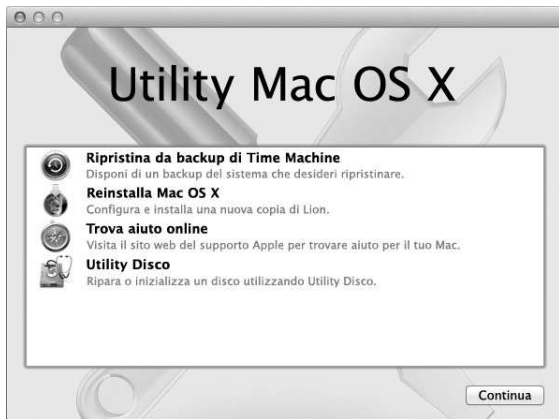 Utility Mac OS X
Ripristina da backup di Time Machine
Disponi di un backup del sistema che desideri ripristinare.
Reinstalla Mac OS X
Configura e installa una nuova copia di Lion.
Trova aiuto online
Visita il sito web del supporto Apple per trovare aiuto per il tuo Mac.
Utility Disco
Ripara o inizializza un disco utilizzando Utility Disco.
Continua